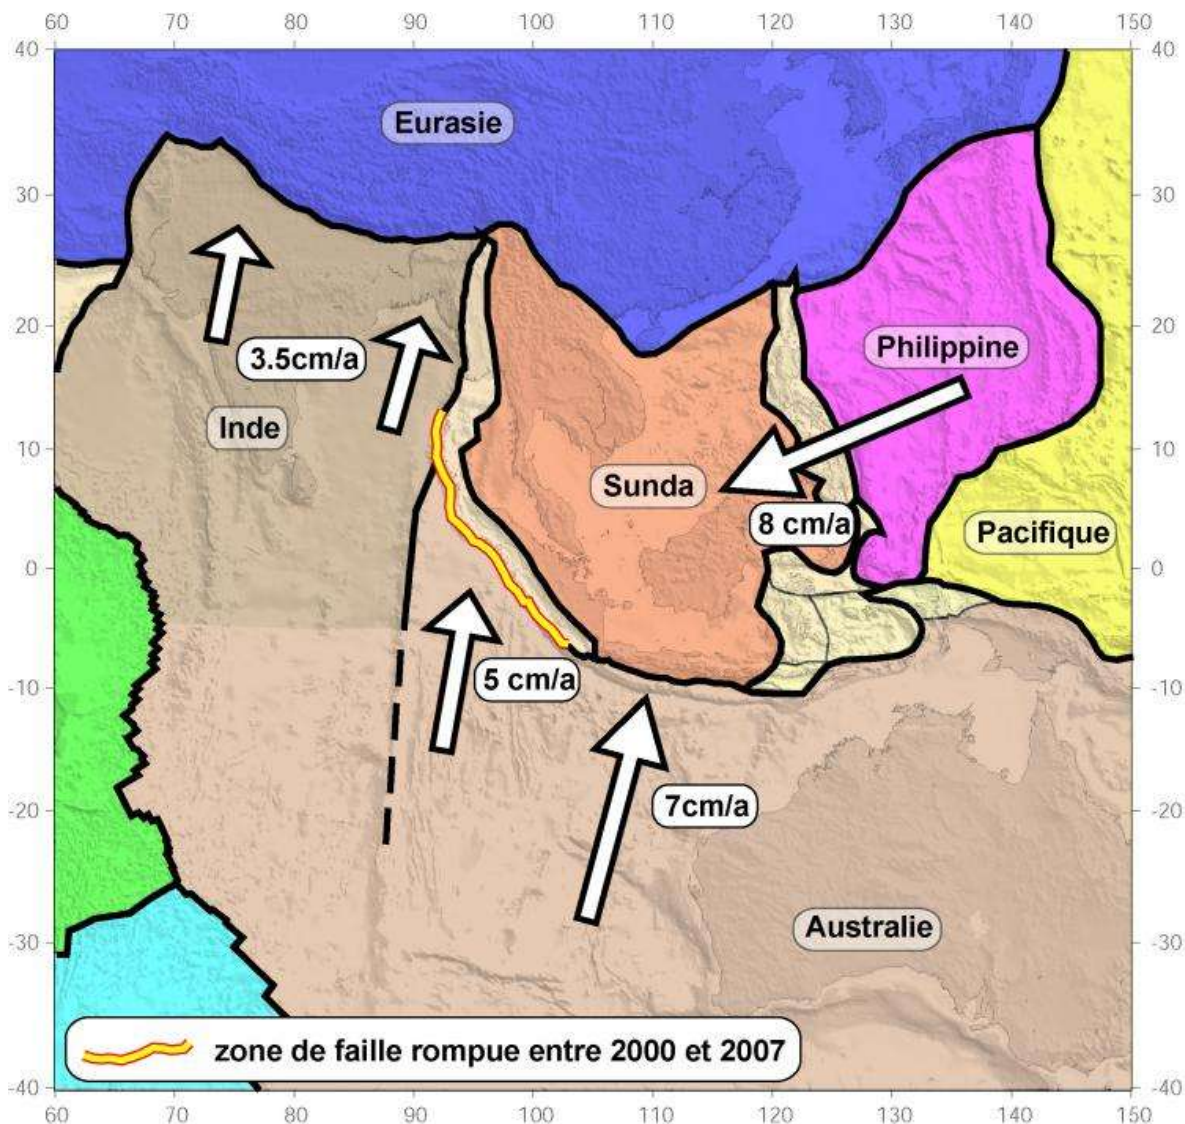 60 70 80 90 100 110 120 130 140 150
40 40
Eurasie
30 30
20 20
Philippine
3.5cm/a
Inde
10 10
Sunda
8 cm/a
Pacifique
0 0
5 cm/a
-10 -10
7cm/a
-20 -20
Australie
-30 -30
zone de faille rompue entre 2000 et 2007
-40 -40
60 70 80 90 100 110 120 130 140 150